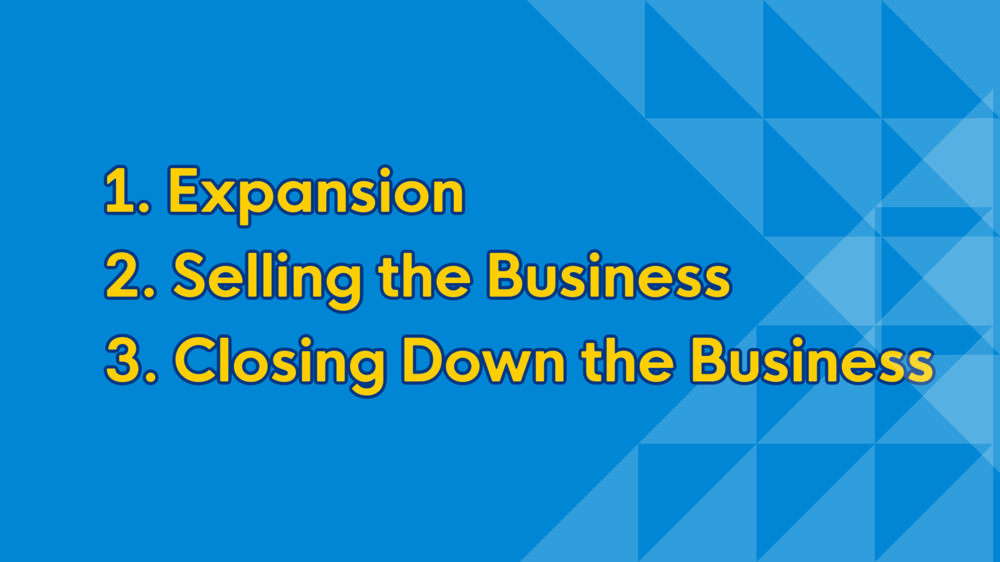 1. Expansion
2. Selling the Business
3. Closing Down the Business